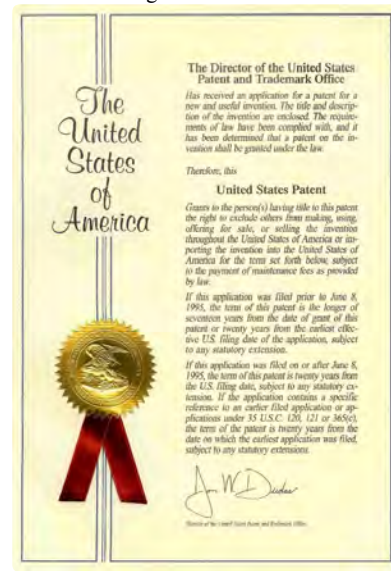 The
United
States
of
America
The Director of the United States
Patent and Trademark Office
Has received an application for a patent for a
new and useful invention. The title and descrip-
tion of the invention are enclosed. The require-
ments of law have been complied with, and it
has been determined that a patent on the in-
vention shall be granted under the law.
Therefore, this
United States Patent
Grants to the person(s) having title to this patent
the right to exclude others from making, using,
offering for sale, or selling the invention
throughout the United States of America or im-
porting the invention into the United States of
America for the term set forth below, subject
to the payment of maintenance fees as provided
by law.
If this application was filed prior to June 8,
1995, the term of this patent is the longer of
seventeen years from the date of grant of this
patent or twenty years from the earliest effec-
tive U.S. filing date of the application, subject
to any statutory extension.
If this application was filed on or after June 8,
1995, the term of this patent is twenty years from
the U.S. filing date, subject to any statutory ex-
tension. If the application contains a specific
reference to an earlier filed application or ap-
plications under 35 U.S.C. 120, 121 or 365(c),
the term of the patent is twenty years from the
date on which the earliest application was filed,
subject to any statutory extensions.
Jon W Dudas
Director of the United States Patent and Trademark Office